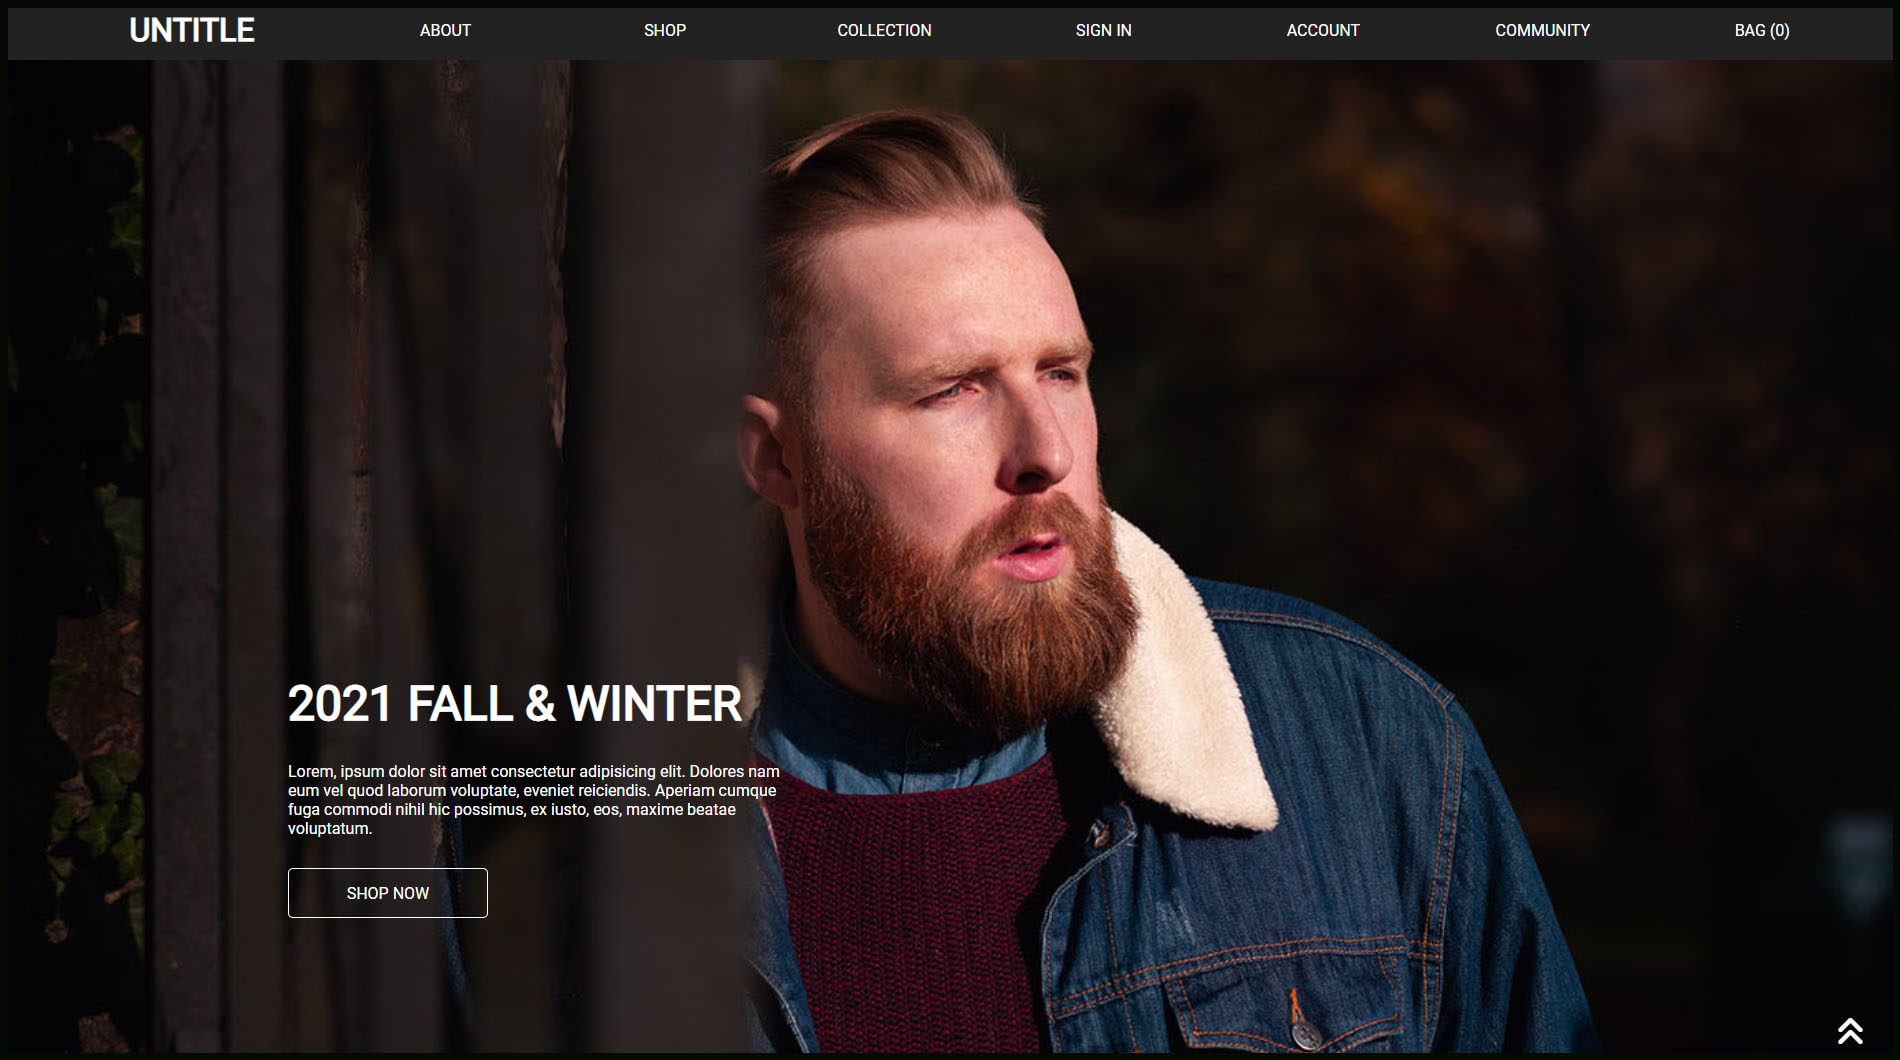 UNTITLE
ABOUT
SHOP
COLLECTION
SIGN IN
ACCOUNT
COMMUNITY
BAG (0)
2021 FALL & WINTER
Lorem, ipsum dolor sit amet consectetur adipisicing elit. Dolores nam
eum vel quod laborum voluptate, eveniet reiciendis. Aperiam cumque
fuga commodi nihil hic possimus, ex iusto, eos, maxime beatae
voluptatum.
SHOP NOW